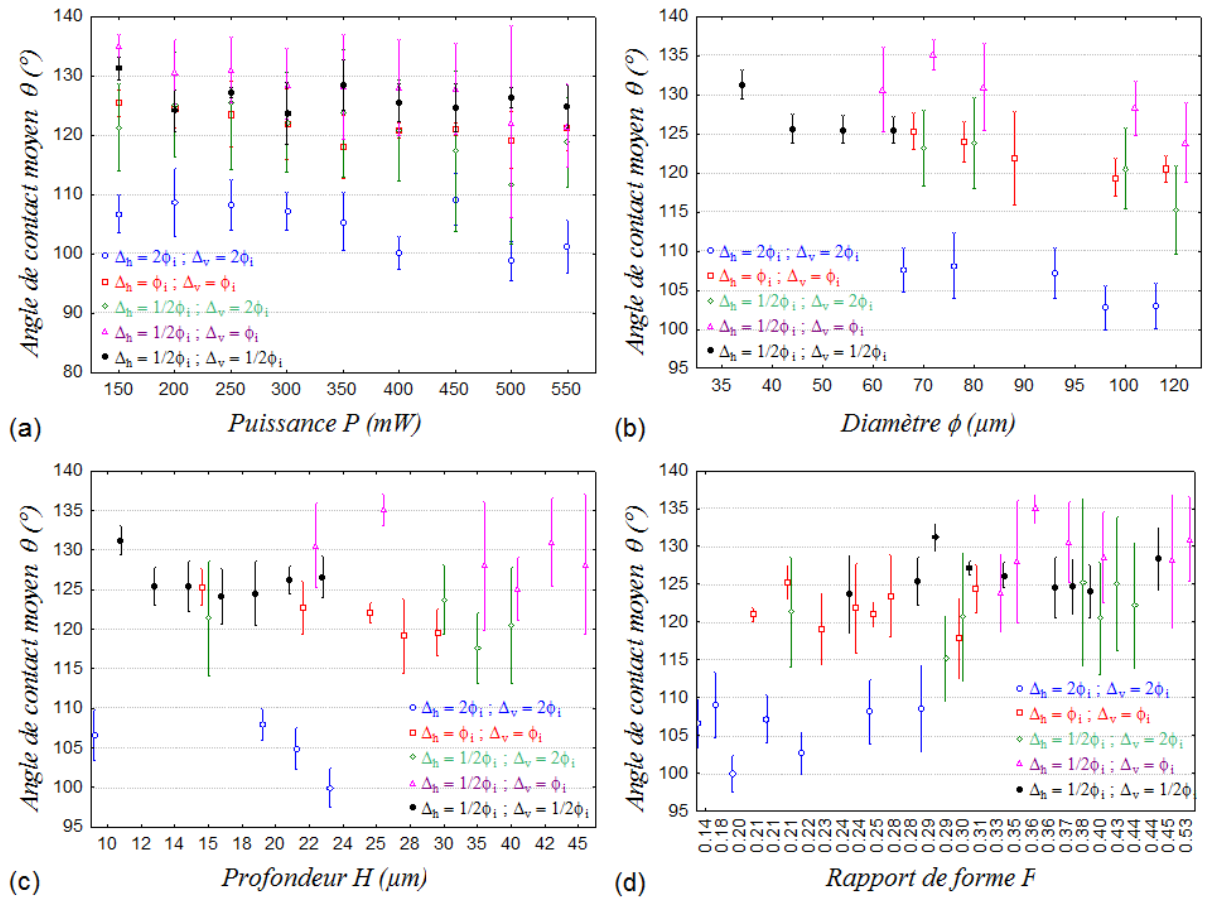 140
130
120
110
100
90
80
Angle de contact moyen θ (°)
Δh = 2ϕi ; Δv = 2ϕi
Δh = ϕi ; Δv = ϕi
Δh = 1/2ϕi ; Δv = 2ϕi
Δh = 1/2ϕi ; Δv = ϕi
Δh = 1/2ϕi ; Δv = 1/2ϕi
150 200 250 300 350 400 450 500 550
(a)
Puissance P (mW)
140
135
130
125
120
115
110
105
100
95
Angle de contact moyen θ (°)
Δh = 2ϕi ; Δv = 2ϕi
Δh = ϕi ; Δv = ϕi
Δh = 1/2ϕi ; Δv = 2ϕi
Δh = 1/2ϕi ; Δv = ϕi
Δh = 1/2ϕi ; Δv = 1/2ϕi
35 40 50 60 70 80 90 95 100 120
(b)
Diamètre ϕ (µm)
140
135
130
125
120
115
110
105
100
95
Angle de contact moyen θ (°)
Δh = 2ϕi ; Δv = 2ϕi
Δh = ϕi ; Δv = ϕi
Δh = 1/2ϕi ; Δv = 2ϕi
Δh = 1/2ϕi ; Δv = ϕi
Δh = 1/2ϕi ; Δv = 1/2ϕi
10 12 14 16 18 20 22 26 28 30 35 40 42 45
(c)
Profondeur H (µm)
140
135
130
125
120
115
110
105
100
95
Angle de contact moyen θ (°)
Δh = 2ϕi ; Δv = 2ϕi
Δh = ϕi ; Δv = ϕi
Δh = 1/2ϕi ; Δv = 2ϕi
Δh = 1/2ϕi ; Δv = ϕi
Δh = 1/2ϕi ; Δv = 1/2ϕi
0.14 0.18 0.20 0.21 0.21 0.21 0.22 0.23 0.24 0.24 0.25 0.28 0.28 0.29 0.29 0.30 0.31 0.33 0.35 0.36 0.36 0.37 0.38 0.40 0.43 0.44 0.44 0.45 0.53
(d)
Rapport de forme F